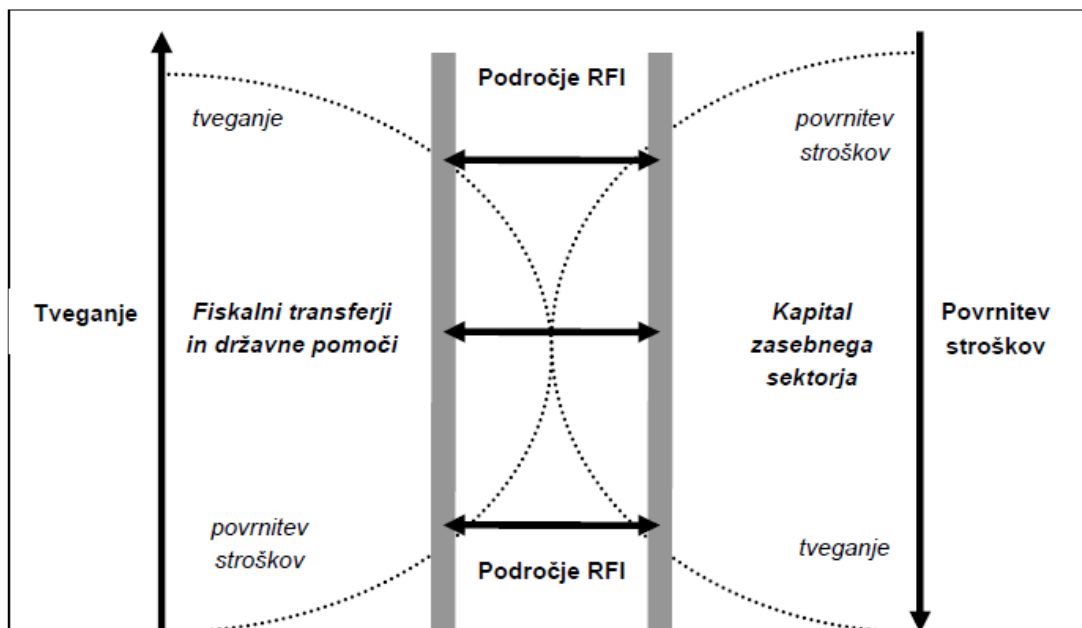 Področje RFI
tveganje
povrnitev
stroškov
Tveganje
Fiskalni transferji
in državne pomoči
Kapital
zasebnega
sektorja
Povrnitev
stroškov
povrnitev
stroškov
tveganje
Področje RFI